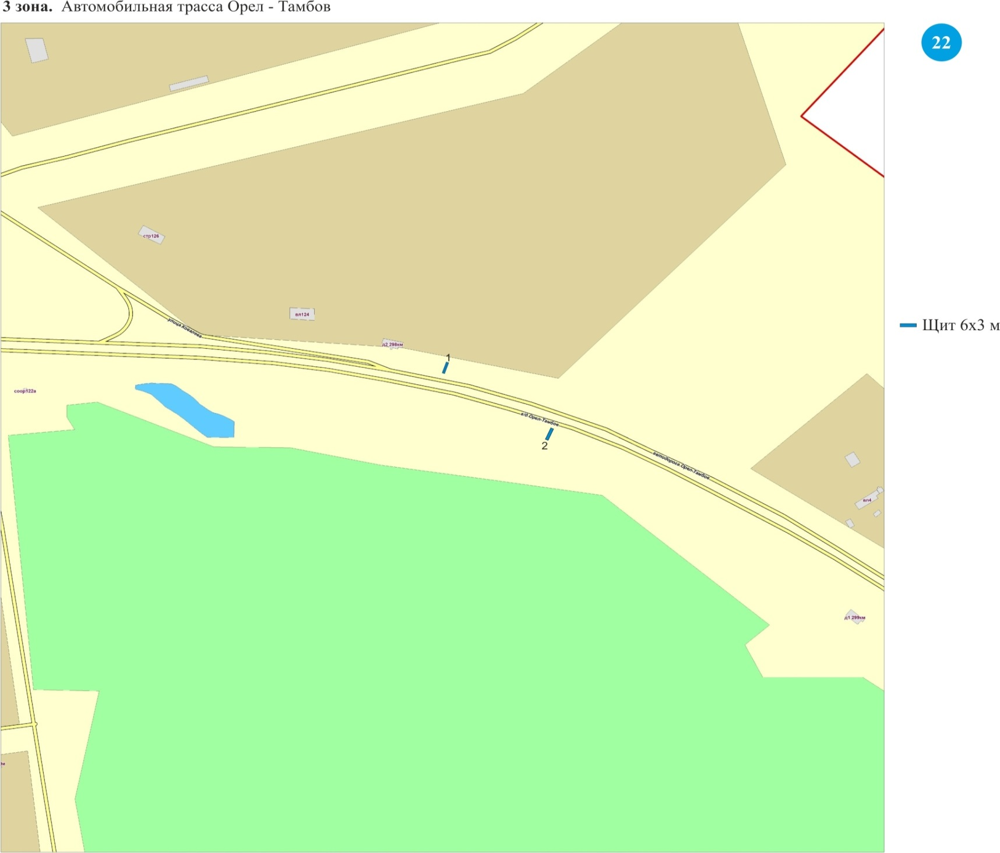 3 зона. Автомобильная трасса Орел - Тамбов
22
стр126
вл124
улица Ковалева
д2 298км
1
Щит 6х3 м
соор122а
а/д Орел-Тамбов
2
автодорога Орел-Тамбов
вл4
д1 299км